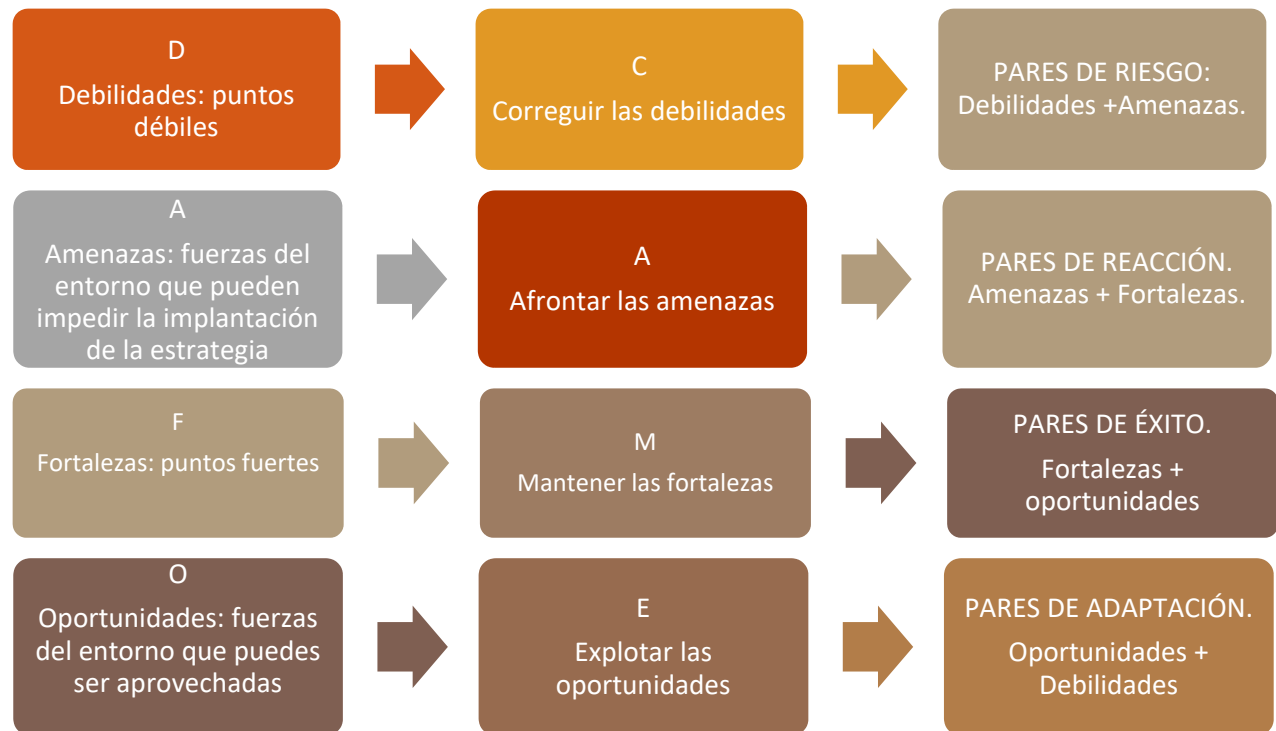 D
Debilidades: puntos
débiles
C
Correguir las debilidades
PARES DE RIESGO:
Debilidades +Amenazas.
A
Amenazas: fuerzas del
entorno que pueden
impedir la implantación
de la estrategia
A
Afrontar las amenazas
PARES DE REACCIÓN.
Amenazas + Fortalezas.
F
Fortalezas: puntos fuertes
M
Mantener las fortalezas
PARES DE ÉXITO.
Fortalezas +
oportunidades
O
Oportunidades: fuerzas
del entorno que puedes
ser aprovechadas
E
Explotar las
oportunidades
PARES DE ADAPTACIÓN.
Oportunidades +
Debilidades